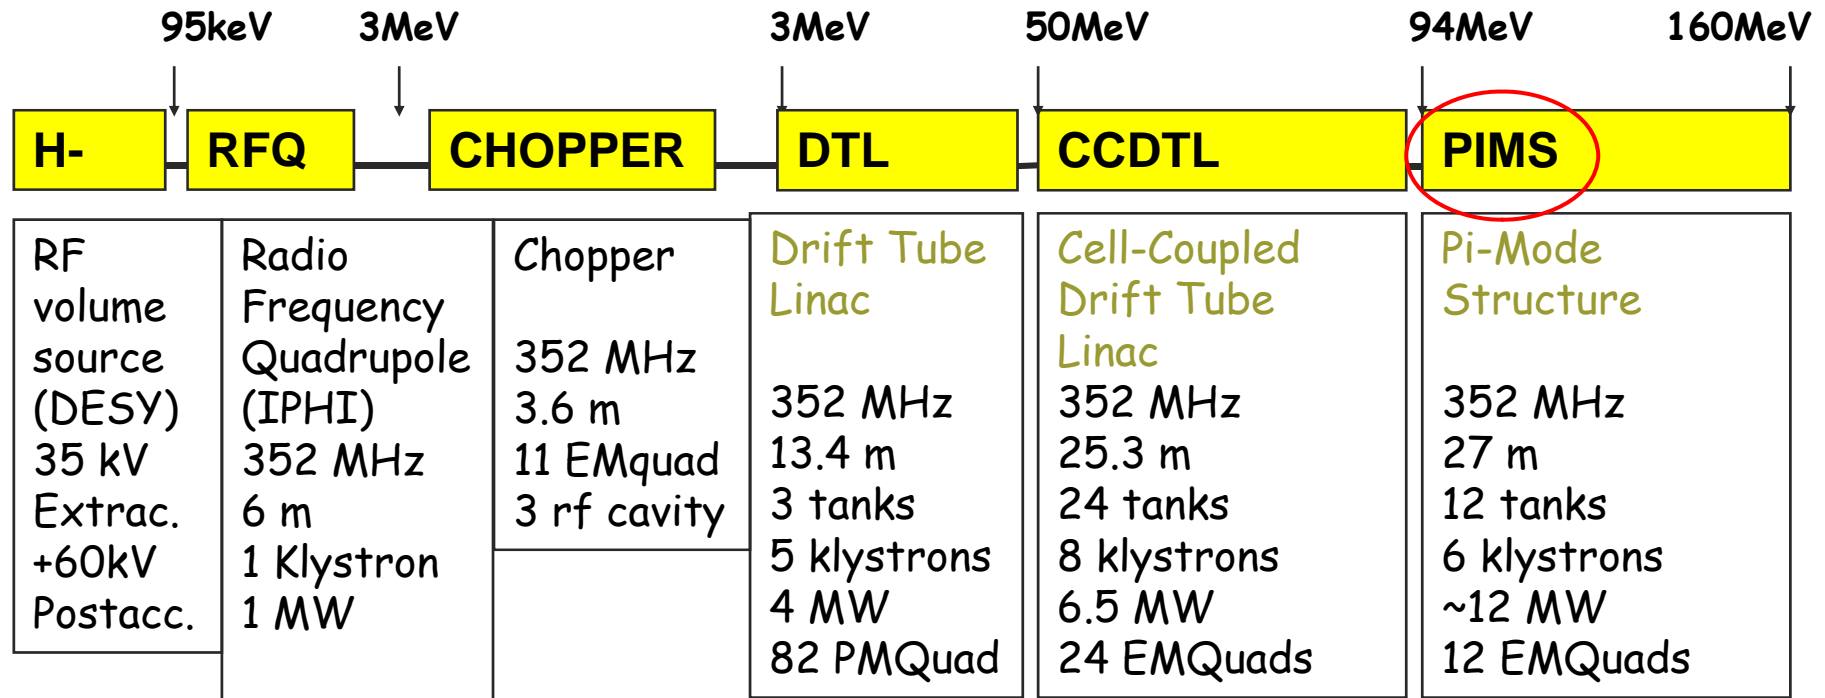 95keV 3MeV 3MeV 50MeV 94MeV 160MeV
H- RFQ CHOPPER DTL CCDTL PIMS
RF
volume
source
(DESY)
35 kV
Extrac.
+60kV
Postacc.
Radio
Frequency
Quadrupole
(IPHI)
352 MHz
6 m
1 Klystron
1 MW
Chopper
352 MHz
3.6 m
11 EMquad
3 rf cavity
Drift Tube
Linac
352 MHz
13.4 m
3 tanks
5 klystrons
4 MW
82 PMQuad
Cell-Coupled
Drift Tube
Linac
352 MHz
25.3 m
24 tanks
8 klystrons
6.5 MW
24 EMQuads
Pi-Mode
Structure
352 MHz
27 m
12 tanks
6 klystrons
~12 MW
12 EMQuads